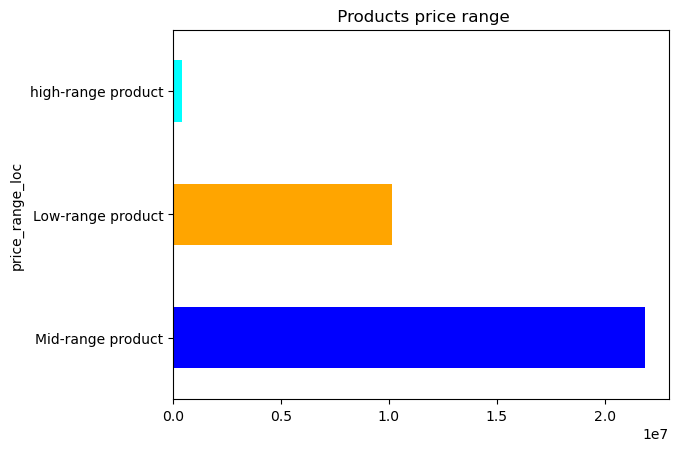 Products price range
high-range product
Low-range product
Mid-range product
price_range_loc
0.0 0.5 1.0 1.5 2.0
1e7